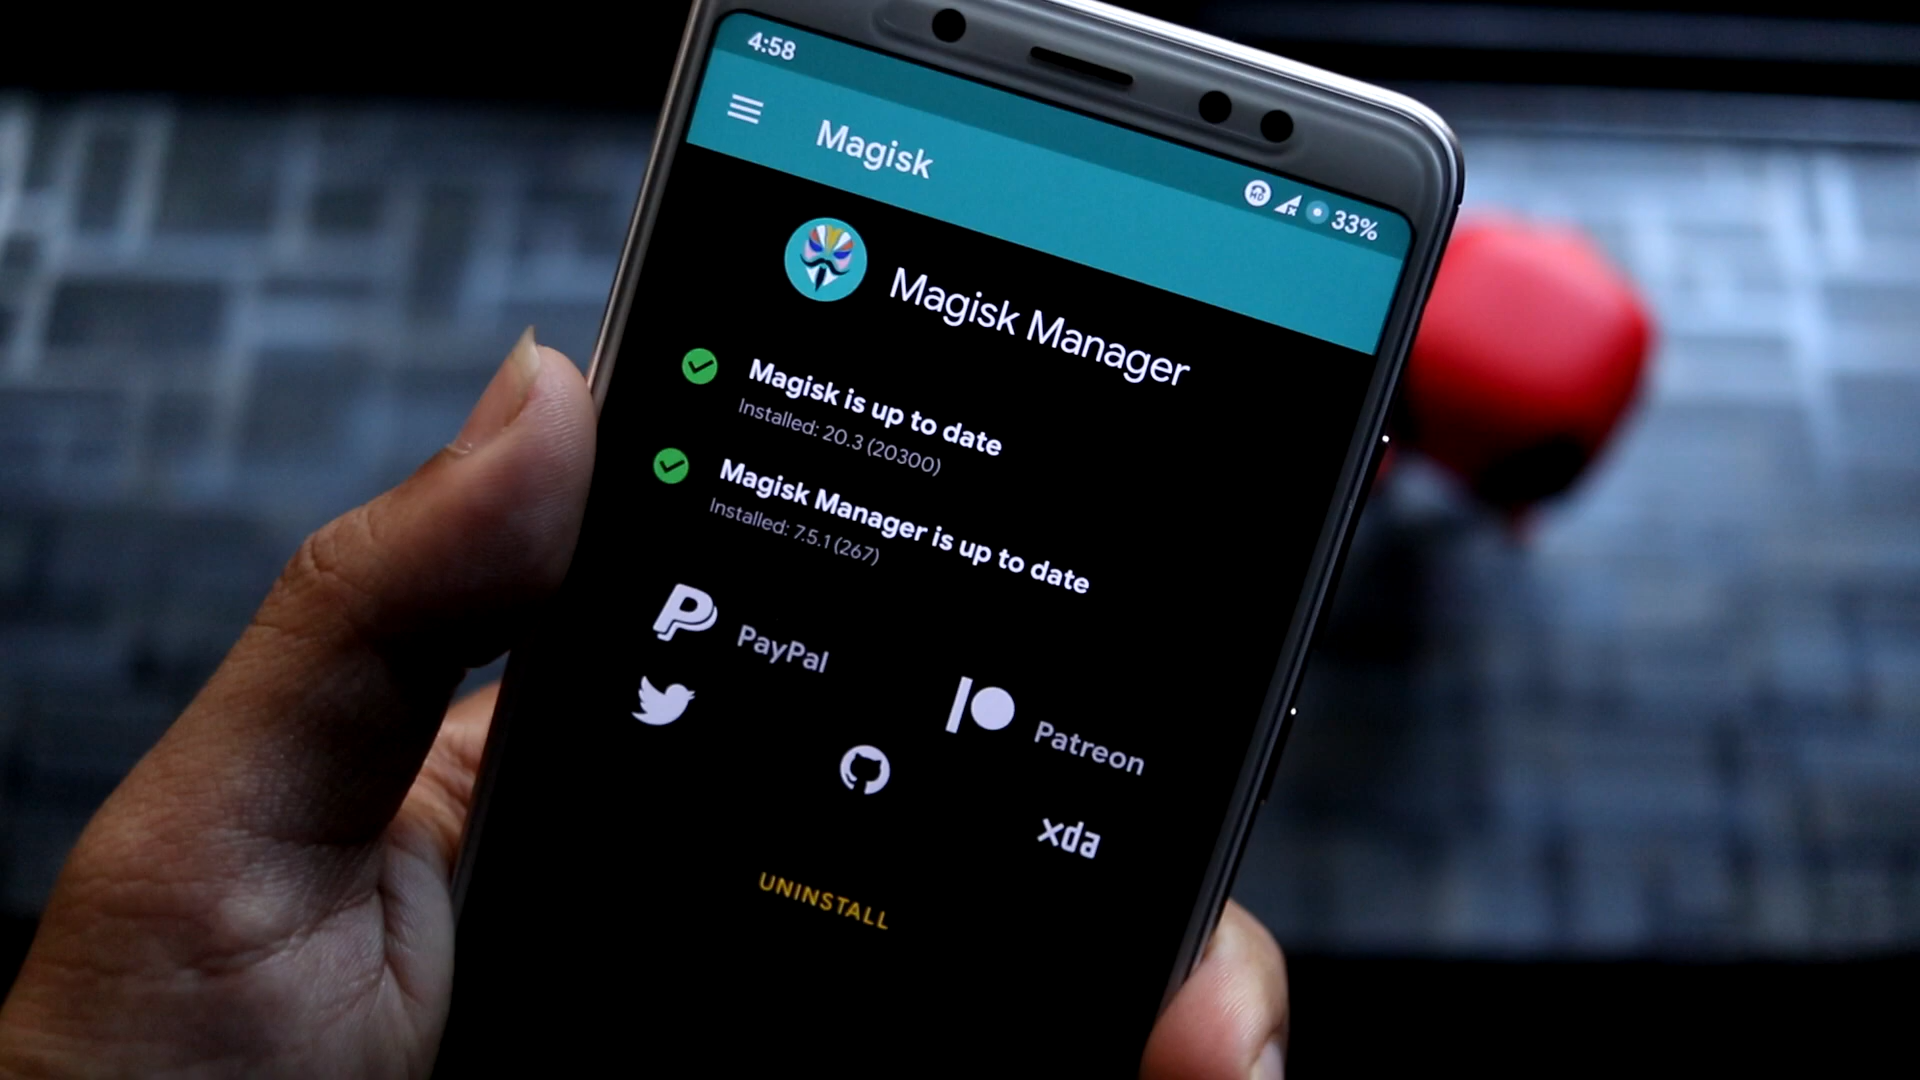 4:58
HD
33%
Magisk
Magisk Manager
Magisk is up to date
Installed: 20.3 (20300)
Magisk Manager is up to date
Installed: 7.5.1 (267)
PayPal
Patreon
xda
UNINSTALL